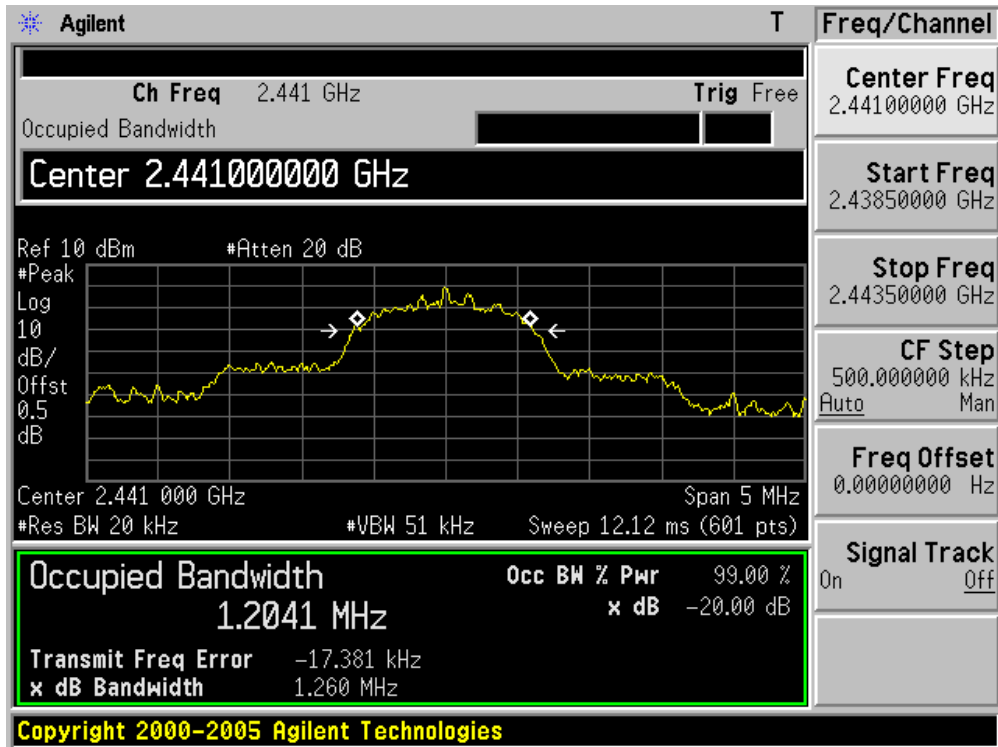 Agilent T
Ch Freq 2.441 GHz Trig Free
Occupied Bandwidth
Center 2.441000000 GHz
Ref 10 dBm #Atten 20 dB
#Peak
Log
10
dB/
Offst
0.5
dB
Center 2.441 000 GHz Span 5 MHz
#Res BW 20 kHz #VBW 51 kHz Sweep 12.12 ms (601 pts)
Occupied Bandwidth Occ BW % Pwr 99.00 %
1.2041 MHz x dB -20.00 dB
Transmit Freq Error -17.381 kHz
x dB Bandwidth 1.260 MHz
Copyright 2000-2005 Agilent Technologies
Freq/Channel
Center Freq
2.44100000 GHz
Start Freq
2.43850000 GHz
Stop Freq
2.44350000 GHz
CF Step
500.000000 kHz
Auto Man
Freq Offset
0.00000000 Hz
Signal Track
On Off